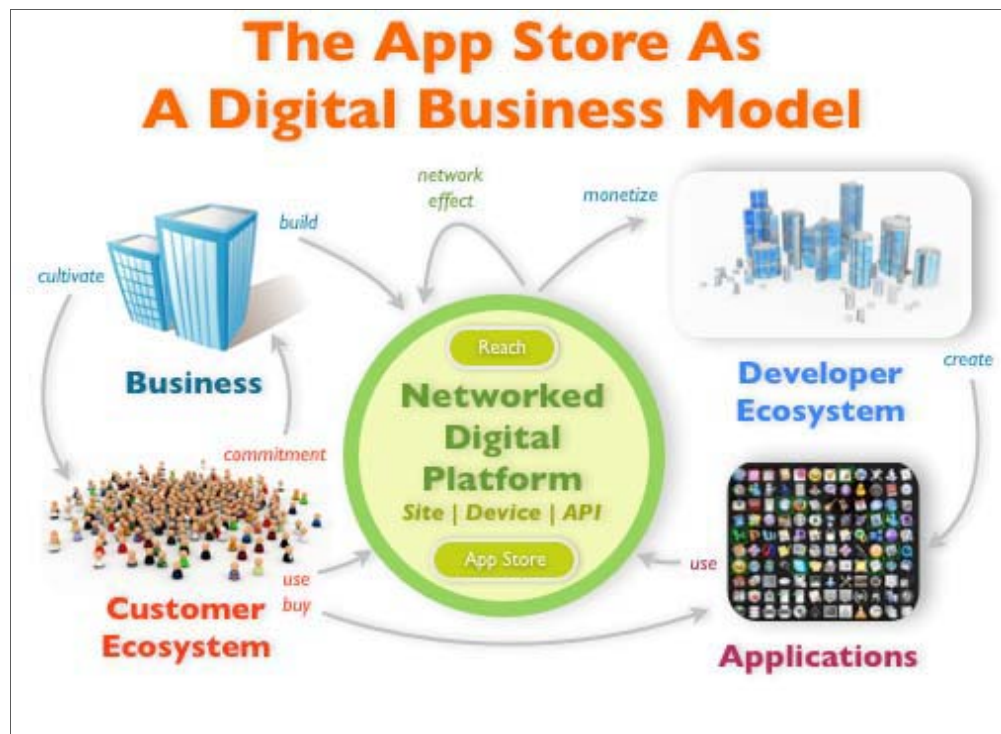 The App Store As
A Digital Business Model
network
effect
monetize
build
cultivate
Reach
Business
Networked
Digital
Platform
Site | Device | API
App Store
Developer
Ecosystem
create
commitment
use
buy
use
Customer
Ecosystem
Applications